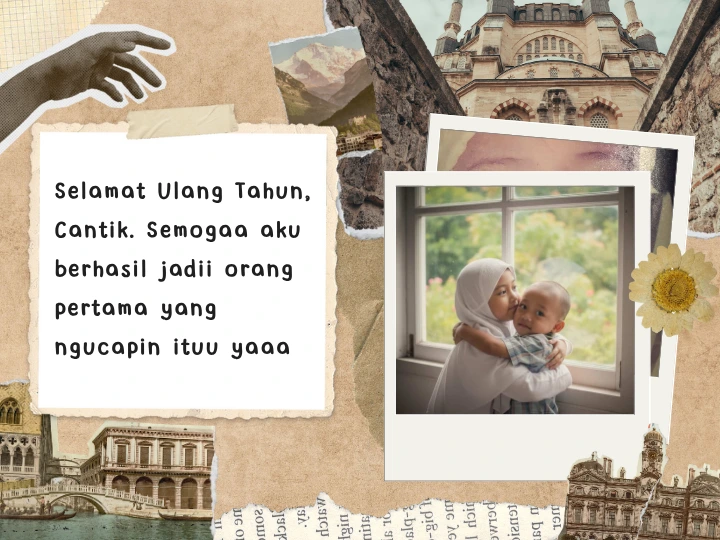 Selamat Ulang Tahun,
Cantik. Semogaa aku
berhasil jadii orang
pertama yang
ngucapin ituu yaaa